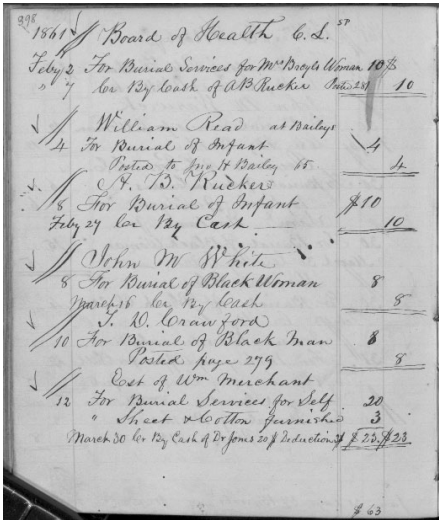 398
1861 Board of Health C. L.
Feby 2 For Burial Services for Mrs Woman 10 $
" 7 Cr By Cash of A B Rucker 281 10
William Read at Baileys
4 For Burial of Infant 4
Posted to Jno H Bailey 65 4
A. B. Rucker
8 For Burial of Infant $10
Feby 27 Cr By Cash 10
John M White
8 For Burial of Black Woman 8
March 16 Cr By Cash 8
D. Crawford
10 For Burial of Black Man 8
Posted page 279 8
Est of Wm Merchant
12 For Burial Services for Self 20
" Sheet & Cotton furnished 3
March 30 Cr By Cash of Dr Jones 20 $ Deduction 3$ $23. $23
$63